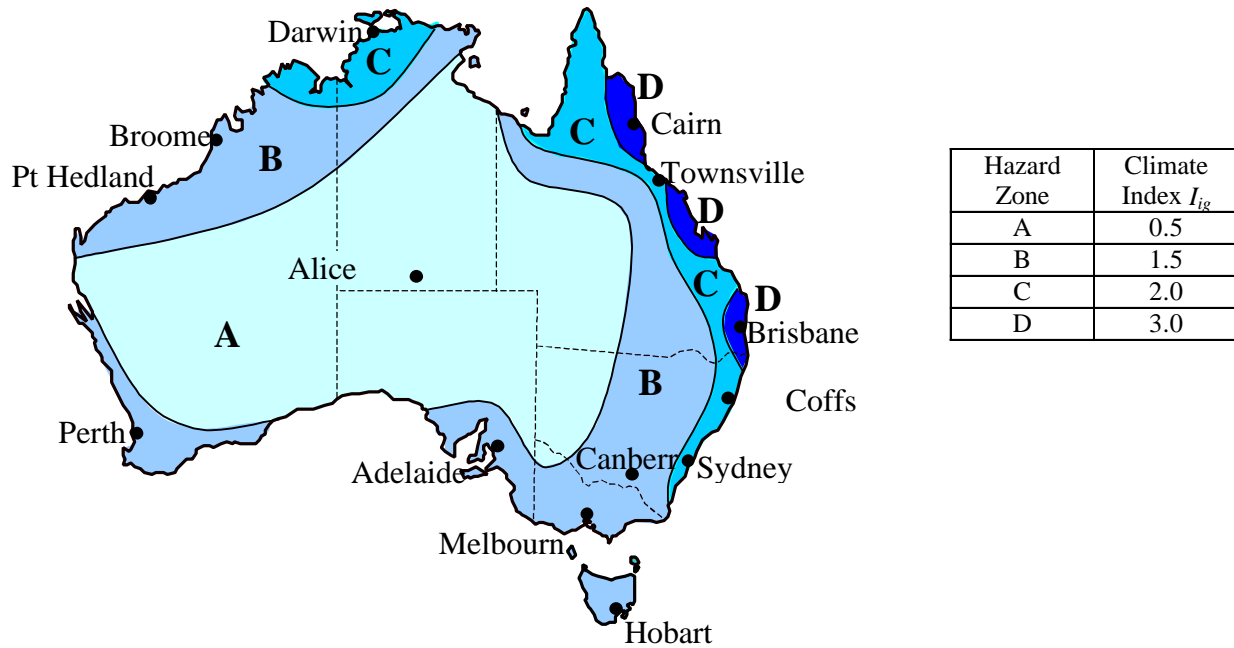 Darwin
C
D
Broome
B
C
Cairn
Pt Hedland
Townsville
D
Alice
C
D
A
Brisbane
B
Coffs
Perth
Adelaide
Canberr
Sydney
Melbourn
Hobart
Hazard Zone Climate Index I_ig
A 0.5
B 1.5
C 2.0
D 3.0